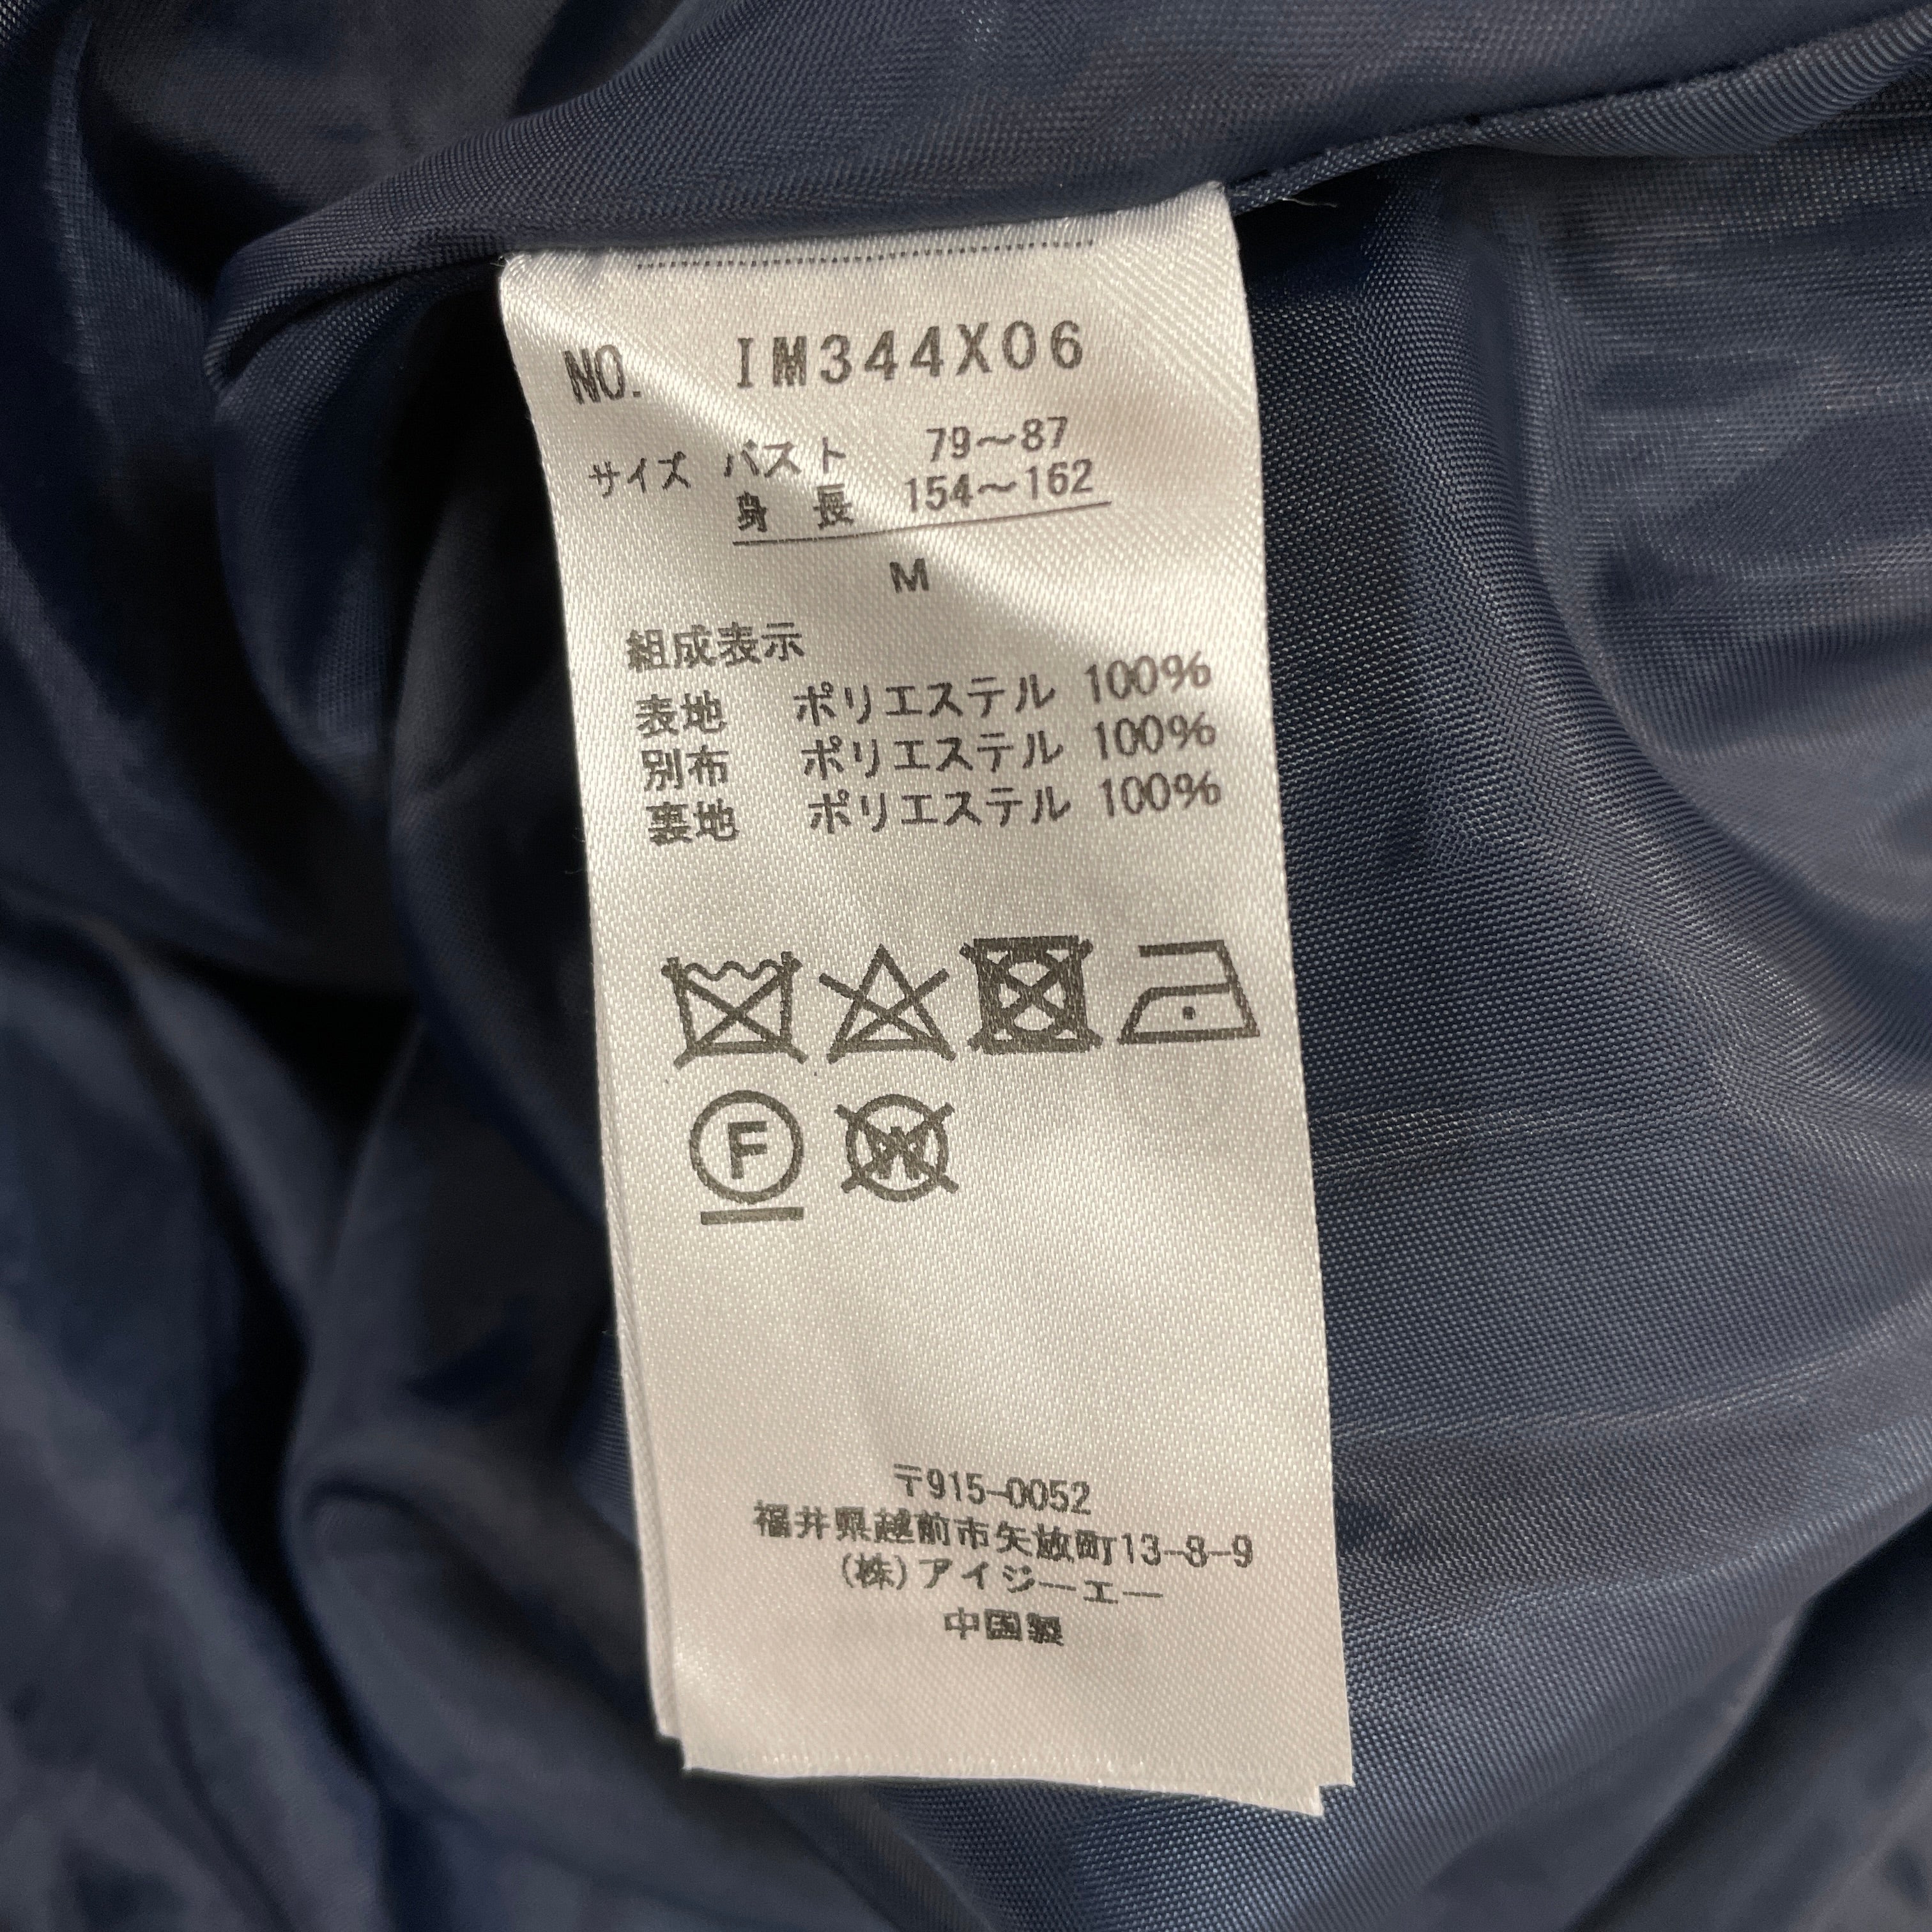 NO. IM344X06
サイズ バスト 79～87
身長 154～162
M
組成表示
表地 ポリエステル 100%
別布 ポリエステル 100%
裏地 ポリエステル 100%
F
W
〒915-0052
福井県越前市矢放町13-8-9
(株)アイジーエー
中国製